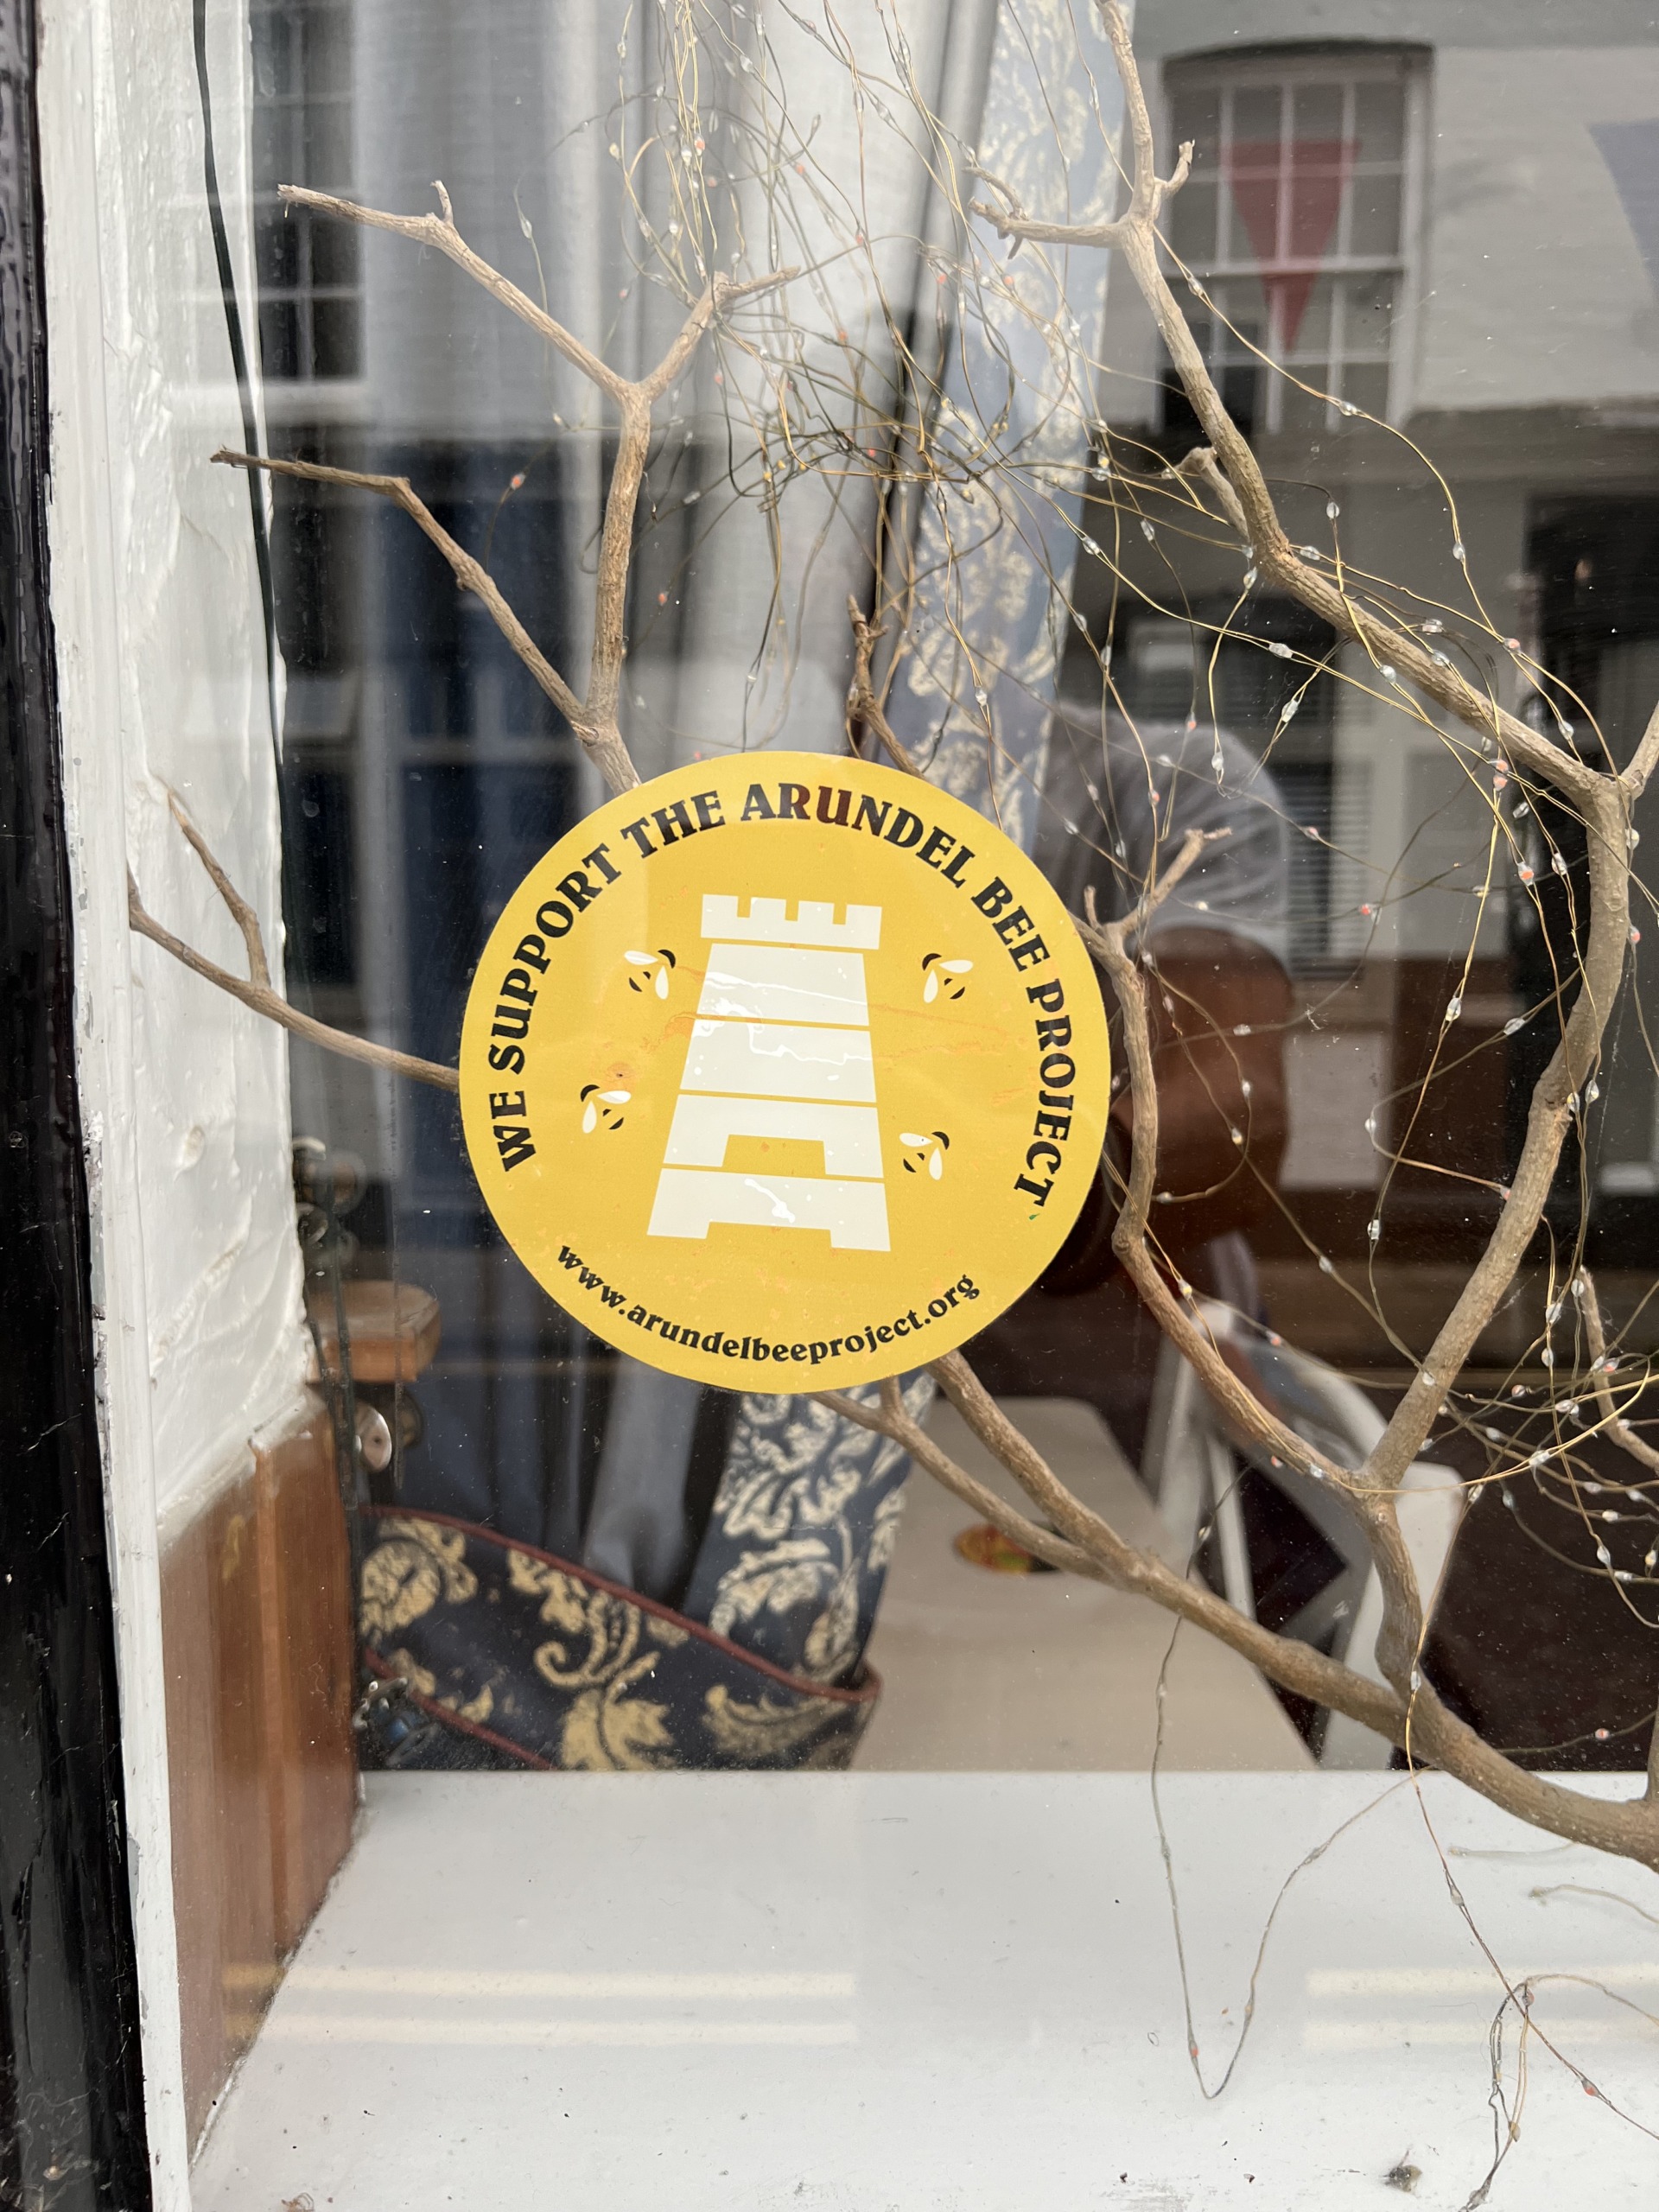 WE SUPPORT THE ARUNDEL BEE PROJECT
www.arundelbeeproject.org